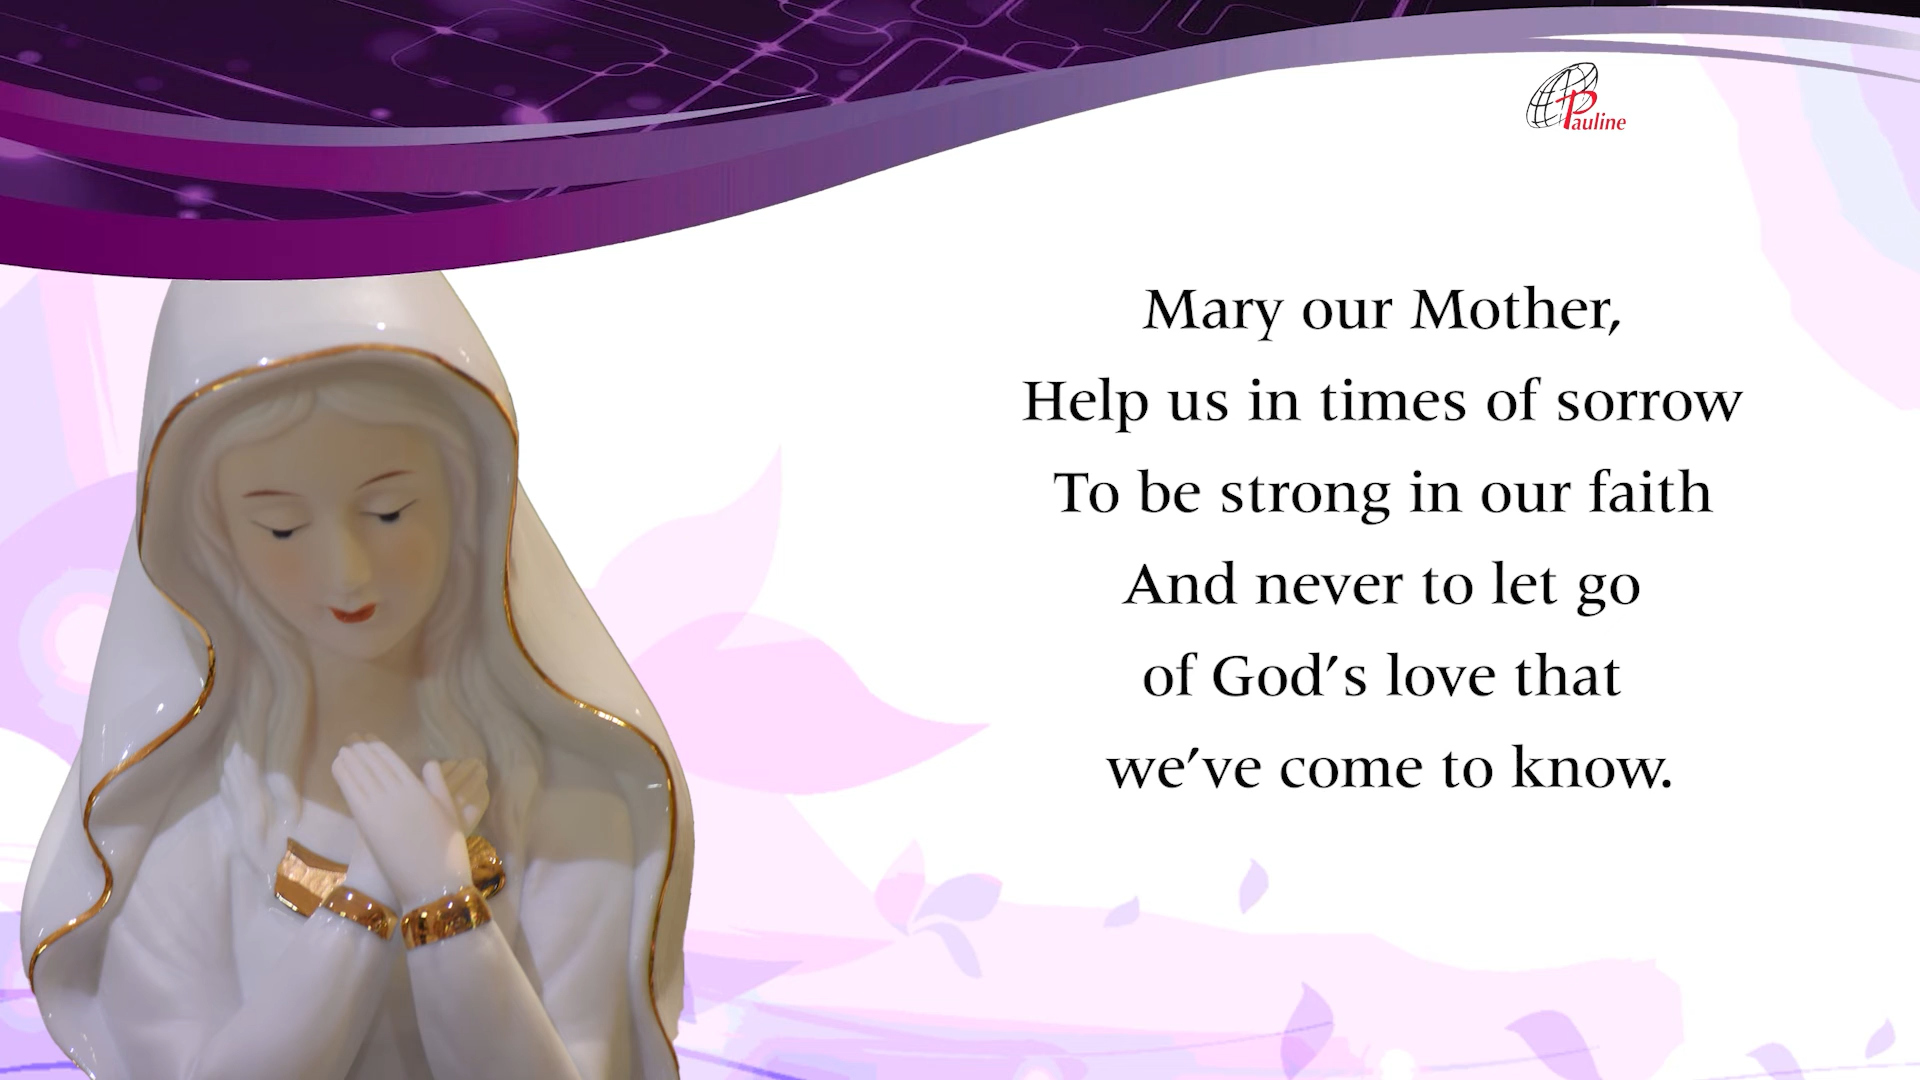 Pauline
Mary our Mother,
Help us in times of sorrow
To be strong in our faith
And never to let go
of God’s love that
we’ve come to know.